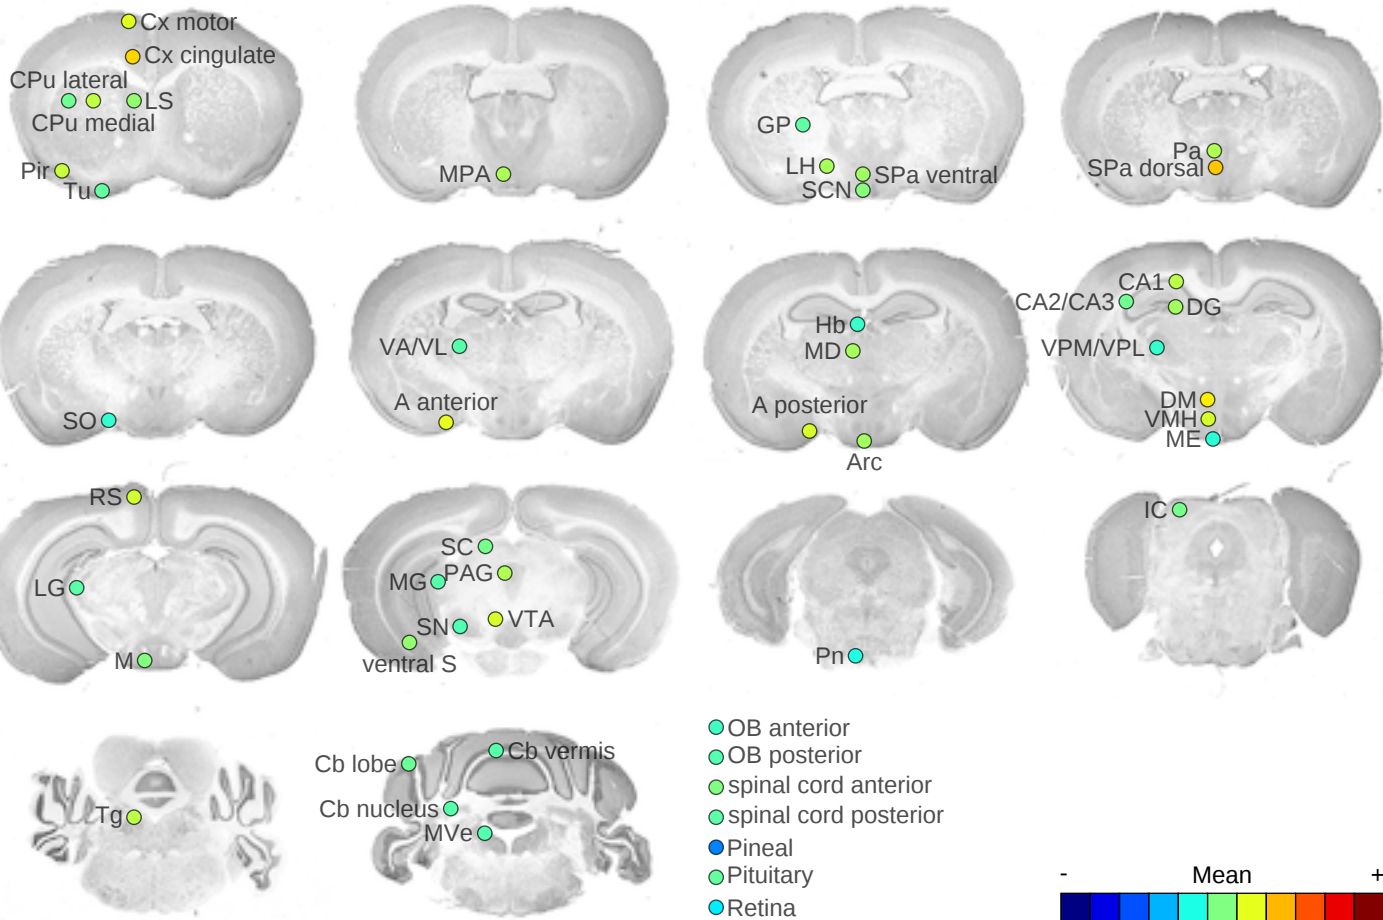 Cx motor
Cx cingulate
CPu lateral
LS
CPu medial
Pir
Tu
MPA
GP
LH
SPa ventral
SCN
Pa
SPa dorsal
SO
VA/VL
A anterior
Hb
MD
A posterior
Arc
CA1
CA2/CA3
DG
VPM/VPL
DM
VMH
ME
RS
LG
M
SC
PAG
MG
SN
VTA
ventral S
Pn
IC
Tg
Cb lobe
Cb vermis
Cb nucleus
MVe
OB anterior
OB posterior
spinal cord anterior
spinal cord posterior
Pineal
Pituitary
Retina
- Mean +